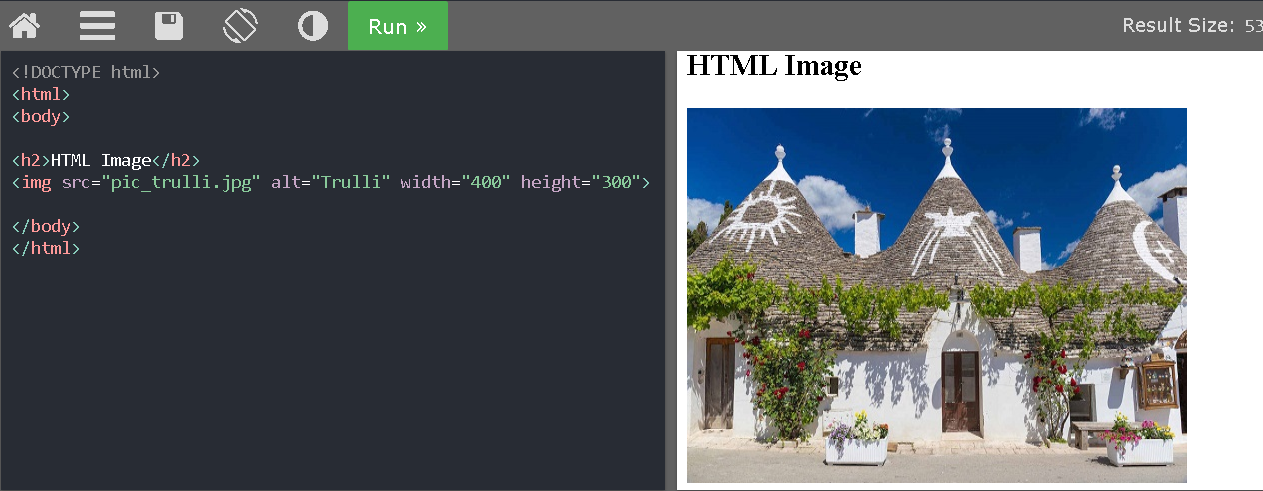 Run »
Result Size: 53
<!DOCTYPE html>
<html>
<body>
<h2>HTML Image</h2>
<img src="pic_trulli.jpg" alt="Trulli" width="400" height="300">
</body>
</html>
HTML Image